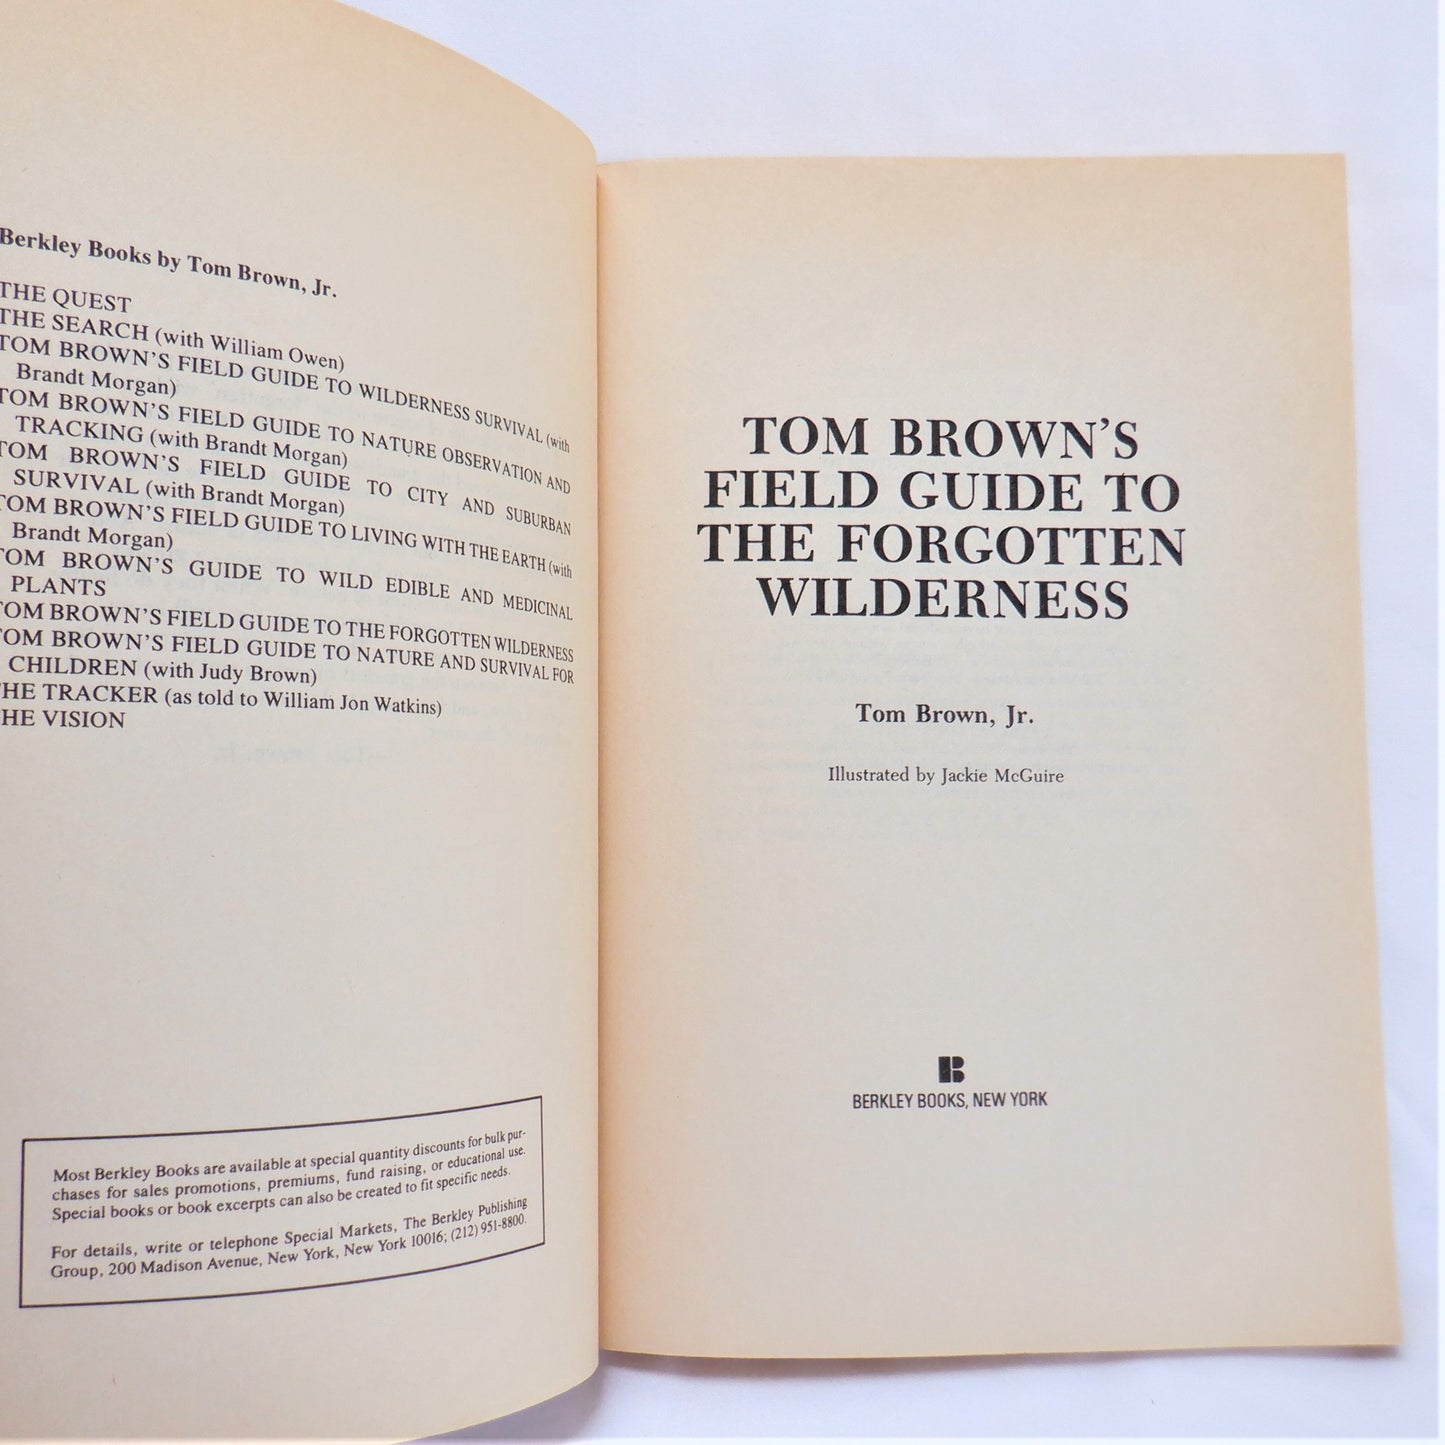 Berkley Books by Tom Brown, Jr.
THE QUEST
THE SEARCH (with William Owen)
TOM BROWN'S FIELD GUIDE TO WILDERNESS SURVIVAL (with
Brandt Morgan)
TOM BROWN'S FIELD GUIDE TO NATURE OBSERVATION AND
TRACKING (with Brandt Morgan)
TOM BROWN'S FIELD GUIDE TO CITY AND SUBURBAN
SURVIVAL (with Brandt Morgan)
TOM BROWN'S FIELD GUIDE TO LIVING WITH THE EARTH (with
Brandt Morgan)
TOM BROWN'S GUIDE TO WILD EDIBLE AND MEDICINAL
PLANTS
TOM BROWN'S FIELD GUIDE TO THE FORGOTTEN WILDERNESS
TOM BROWN'S FIELD GUIDE TO NATURE AND SURVIVAL FOR
CHILDREN (with Judy Brown)
THE TRACKER (as told to William Jon Watkins)
THE VISION
Most Berkley Books are available at special quantity discounts for bulk pur-
chases for sales promotions, premiums, fund raising, or educational use.
Special books or book excerpts can also be created to fit specific needs.
For details, write or telephone Special Markets, The Berkley Publishing
Group, 200 Madison Avenue, New York, New York 10016; (212) 951-8800.
TOM BROWN'S
FIELD GUIDE TO
THE FORGOTTEN
WILDERNESS
Tom Brown, Jr.
Illustrated by Jackie McGuire
B
BERKLEY BOOKS, NEW YORK